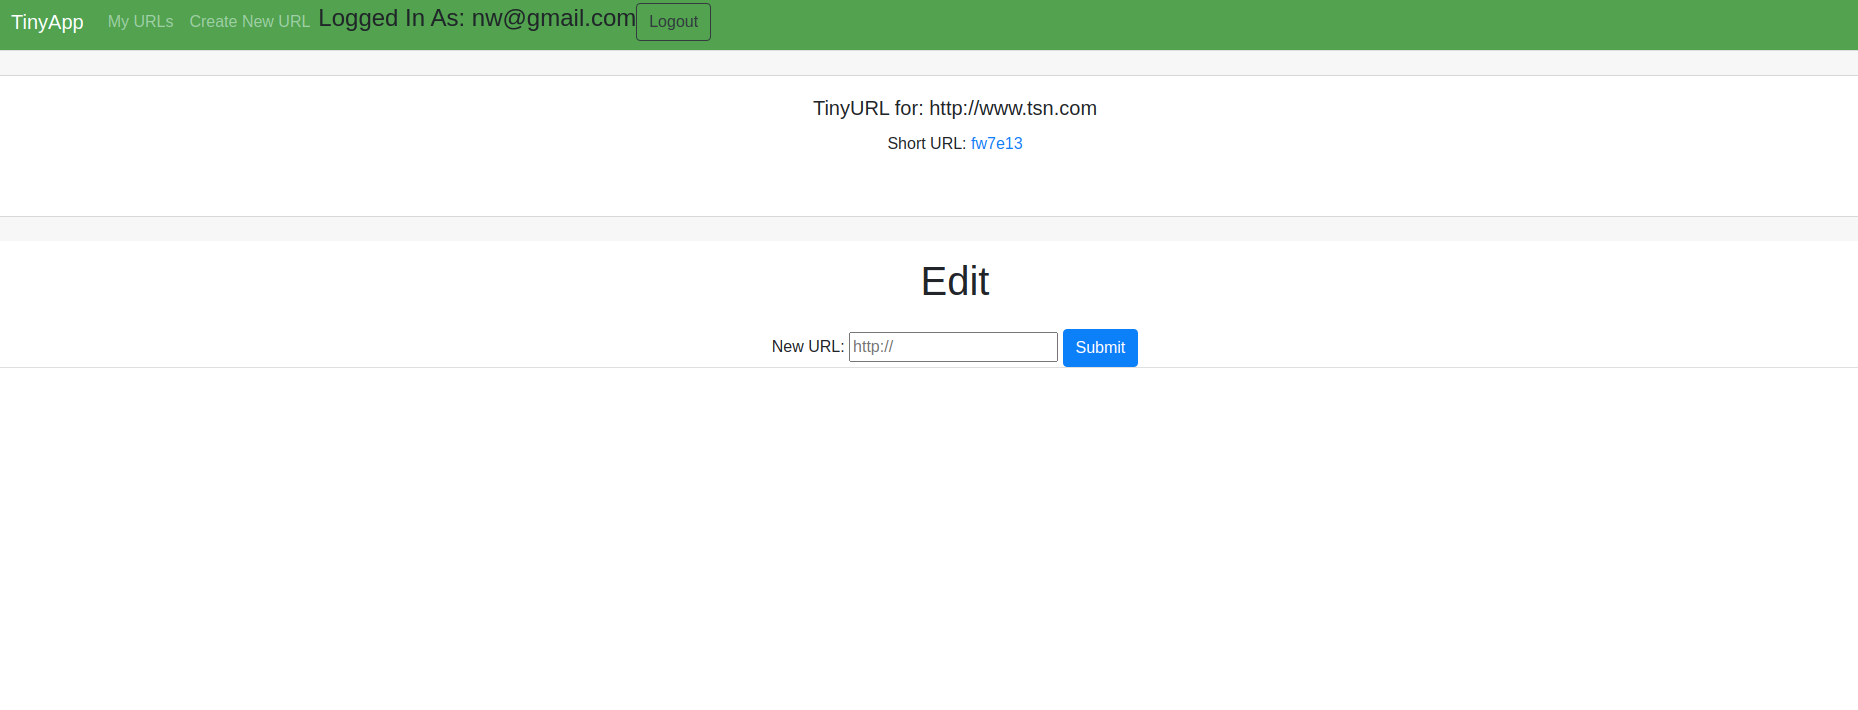 TinyApp My URLs Create New URL Logged In As: nw@gmail.com Logout
TinyURL for: http://www.tsn.com
Short URL: fw7e13
Edit
New URL: http:// Submit